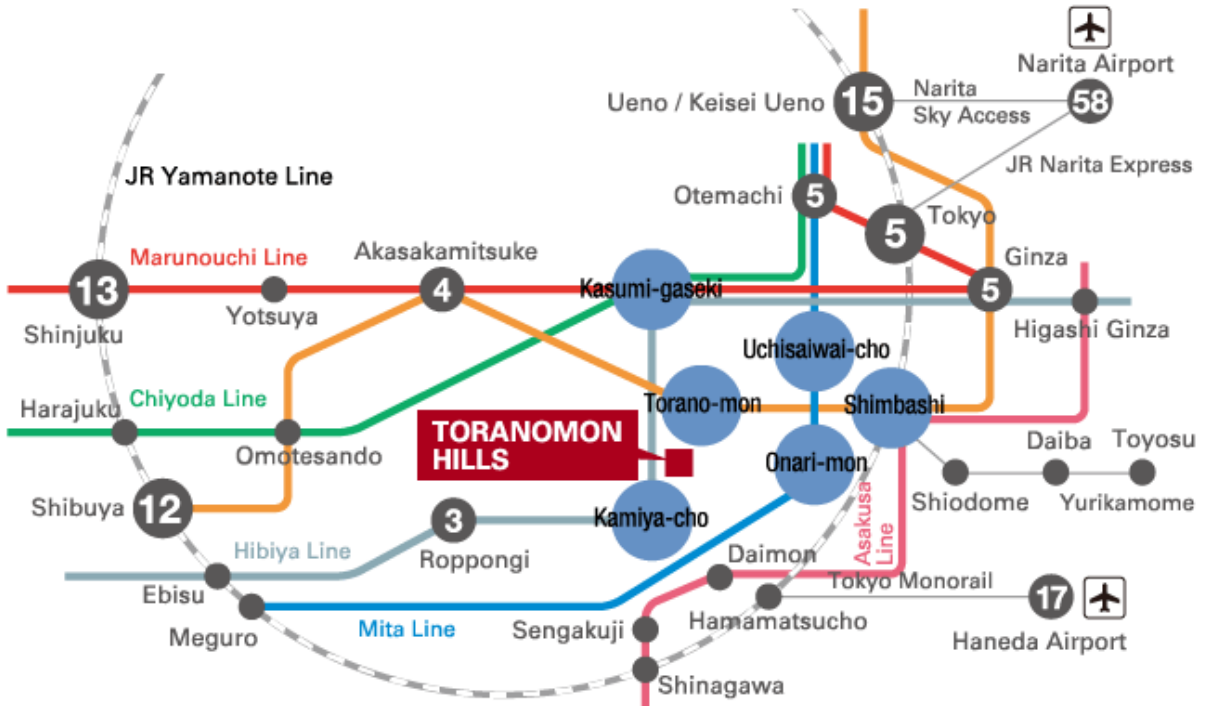 Narita Airport
Ueno / Keisei Ueno
15
Narita
Sky Access
58
JR Narita Express
JR Yamanote Line
Otemachi
5
Tokyo
5
Marunouchi Line
Akasakamitsuke
Ginza
13
4
Kasumi-gaseki
5
Shinjuku
Yotsuya
Higashi Ginza
Uchisaiwai-cho
Harajuku
Chiyoda Line
Torano-mon
Shimbashi
TORANOMON
HILLS
Omotesando
Onari-mon
Daiba
Toyosu
Shiodome
Yurikamome
Shibuya
12
Hibiya Line
3
Roppongi
Kamiya-cho
Asakusa
Line
Daimon
Tokyo Monorail
Ebisu
17
Meguro
Mita Line
Sengakuji
Hamamatsucho
Haneda Airport
Shinagawa